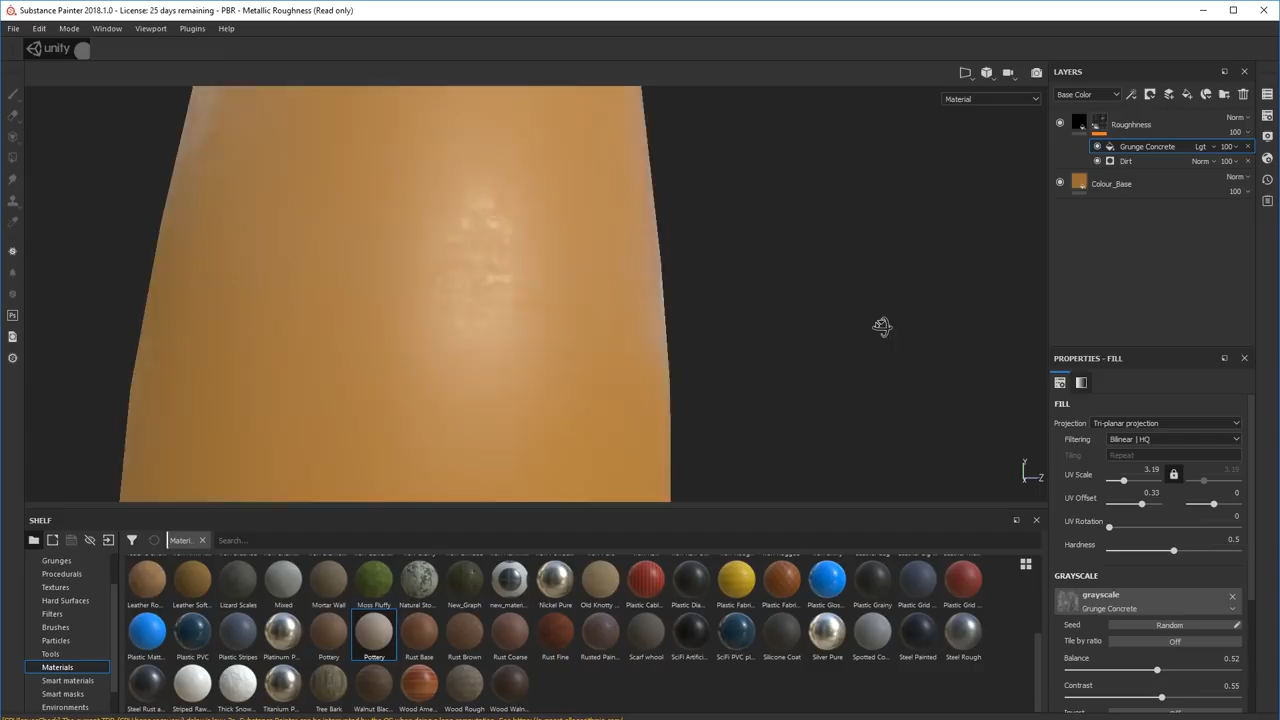 Substance Painter 2018.1.0 - License: 25 days remaining - PBR - Metallic Roughness (Read only)
File Edit Mode Window Viewport Plugins Help
unity
Material
LAYERS
Base Color
Norm
Roughness
100
Grunge Concrete Lgt 100
Dirt Norm 100
Norm
Colour_Base
100
PROPERTIES - FILL
FILL
Projection Tri-planar projection
Filtering Bilinear | HQ
Tiling Repeat
UV Scale 3.19 3.19
UV Offset 0.33 0
UV Rotation 0
Hardness 0.5
GRAYSCALE
grayscale
Grunge Concrete
Seed Random
Tile by ratio Off
Balance 0.52
Contrast 0.55
Y
Z
SHELF
Materi..
Search...
Grunges
Procedurals
Textures
Hard Surfaces
Filters
Brushes
Particles
Tools
Materials
Smart materials
Smart masks
Environments
Leather Ro... Leather Soft... Lizard Scales Mixed Mortar Wall Moss Fluffy Natural Sto... New_Graph new_materi... Nickel Pure Old Knotty ... Plastic Cabl... Plastic Dia... Plastic Fabri... Plastic Fabri... Plastic Glos... Plastic Grainy Plastic Grid ... Plastic Grid ...
Plastic Matt... Plastic PVC Plastic Stripes Platinum P... Pottery Pottery Rust Base Rust Brown Rust Coarse Rust Fine Rusted Pain... Scarf whool SciFi Artific... SciFi PVC pl... Silicone Coat Silver Pure Spotted Co... Steel Painted Steel Rough
Steel Rust a... Thick Snow... Titanium P... Tree Bark Walnut Blac... Wood Ame... Wood Rough Wood Waln...